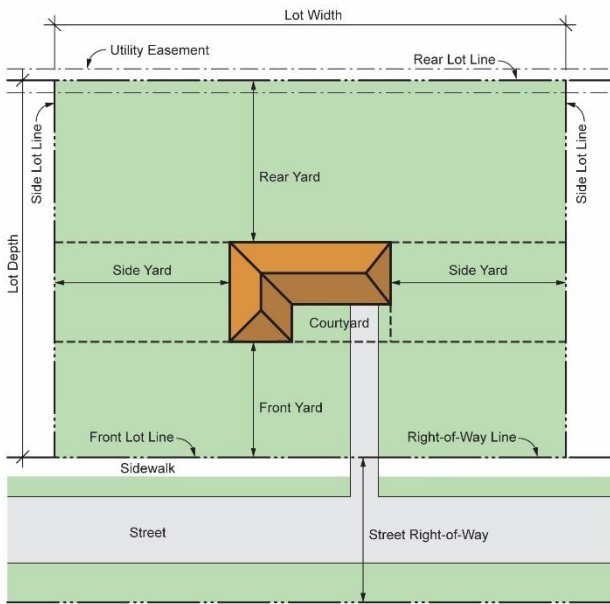 Lot Width
Utility Easement
Rear Lot Line
Side Lot Line
Side Lot Line
Rear Yard
Lot Depth
Side Yard
Side Yard
Courtyard
Front Yard
Front Lot Line
Right-of-Way Line
Sidewalk
Street
Street Right-of-Way